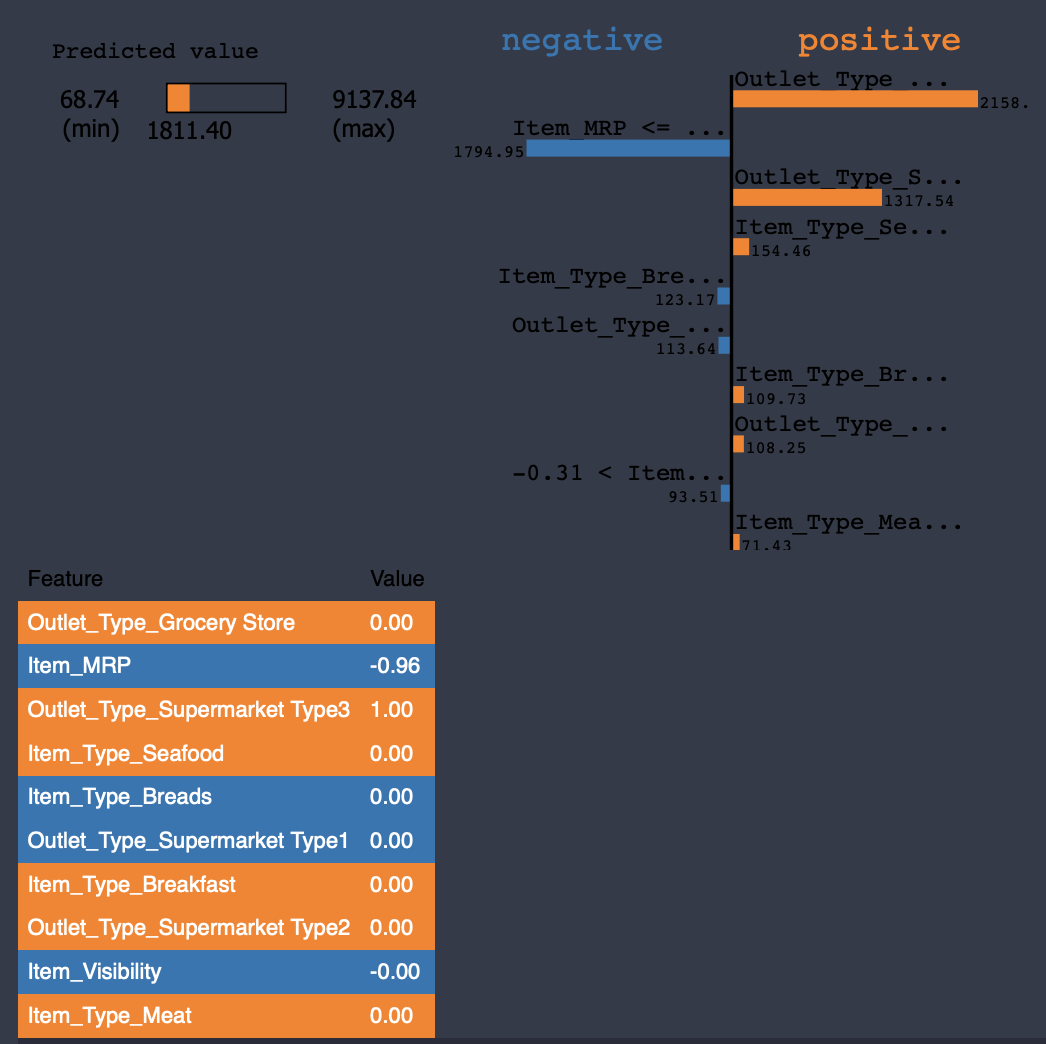 Predicted value
68.74
(min)
1811.40
9137.84
(max)
negative
positive
Outlet_Type_...
2158.
Item_MRP <= ...
1794.95
Outlet_Type_S...
1317.54
Item_Type_Se...
154.46
Item_Type_Bre...
123.17
Outlet_Type_...
113.64
Item_Type_Br...
109.73
Outlet_Type_...
108.25
-0.31 < Item...
93.51
Item_Type_Mea...
71.43
Feature Value
Outlet_Type_Grocery Store 0.00
Item_MRP -0.96
Outlet_Type_Supermarket Type3 1.00
Item_Type_Seafood 0.00
Item_Type_Breads 0.00
Outlet_Type_Supermarket Type1 0.00
Item_Type_Breakfast 0.00
Outlet_Type_Supermarket Type2 0.00
Item_Visibility -0.00
Item_Type_Meat 0.00